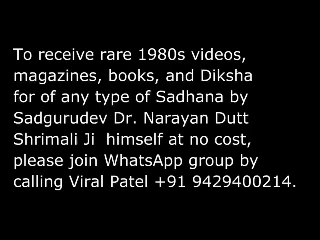 To receive rare 1980s videos,
magazines, books, and Diksha
for of any type of Sadhana by
Sadgurudev Dr. Narayan Dutt
Shrimali Ji himself at no cost,
please join WhatsApp group by
calling Viral Patel +91 9429400214.